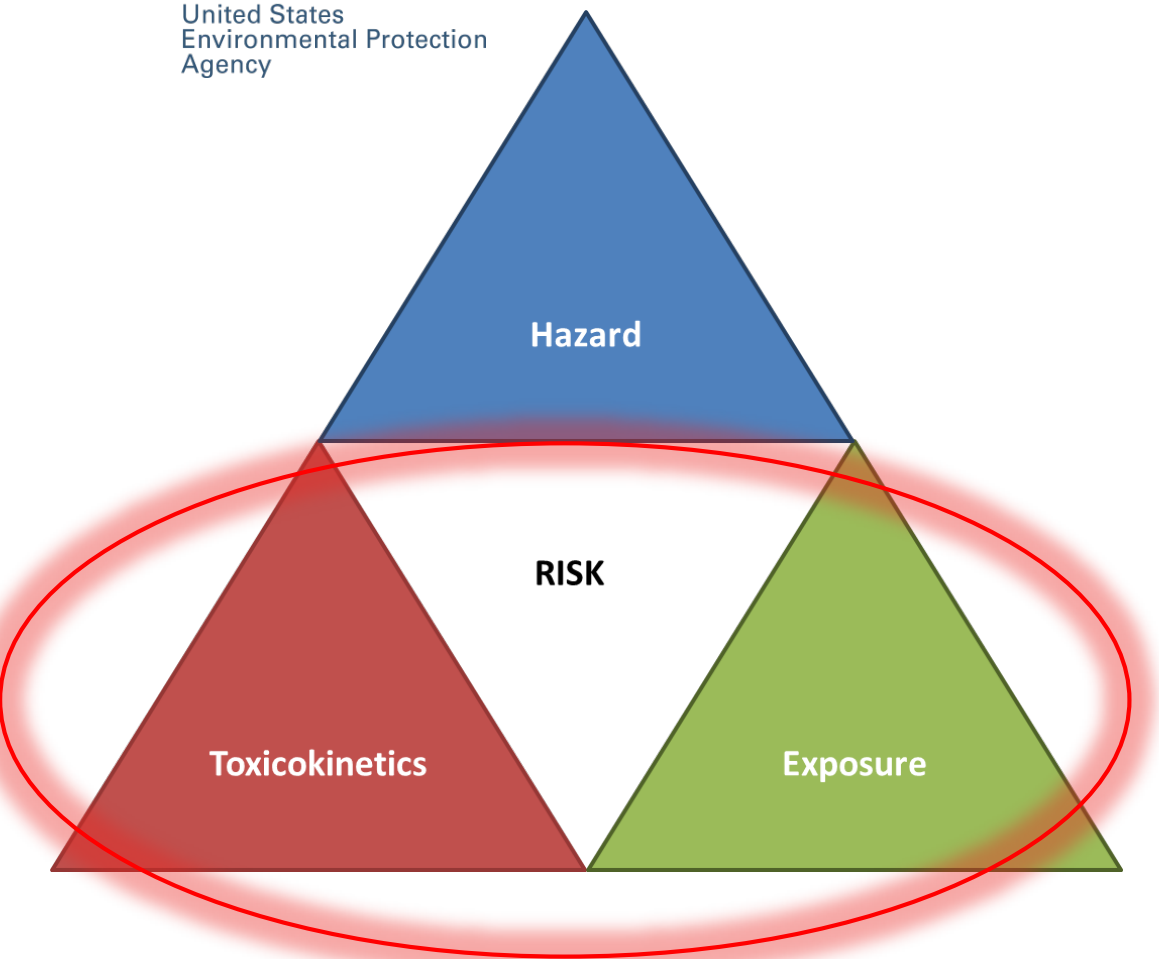 United States
Environmental Protection
Agency
Hazard
RISK
Toxicokinetics
Exposure